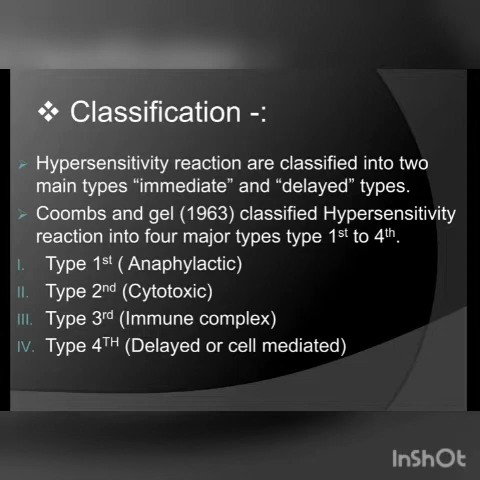 ❖ Classification -:
➢ Hypersensitivity reaction are classified into two
main types “immediate” and “delayed” types.
➢ Coombs and gel (1963) classified Hypersensitivity
reaction into four major types type 1st to 4th.
I. Type 1st ( Anaphylactic)
II. Type 2nd (Cytotoxic)
III. Type 3rd (Immune complex)
IV. Type 4TH (Delayed or cell mediated)
InShOt